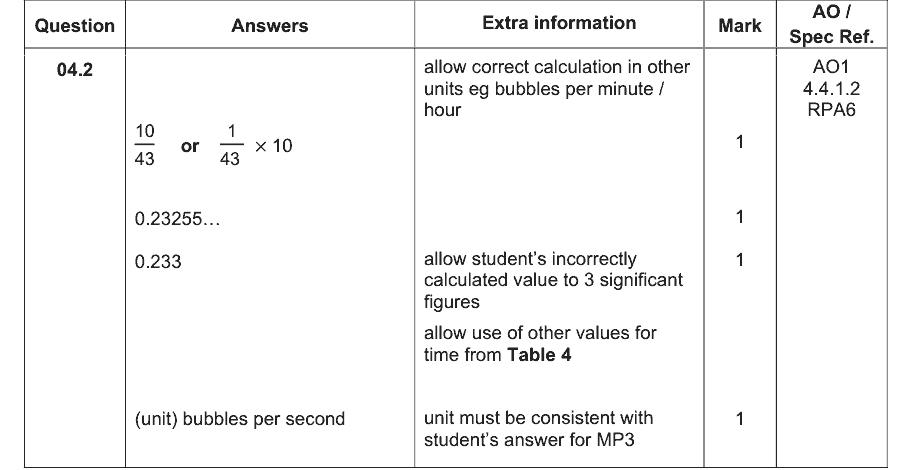 Question Answers Extra information Mark AO / Spec Ref.
04.2 allow correct calculation in other AO1
units eg bubbles per minute / 4.4.1.2
hour RPA6
10/43 or 1/43 × 10 1
0.23255... 1
0.233 allow student's incorrectly 1
calculated value to 3 significant
figures
allow use of other values for
time from Table 4
(unit) bubbles per second unit must be consistent with 1
student's answer for MP3